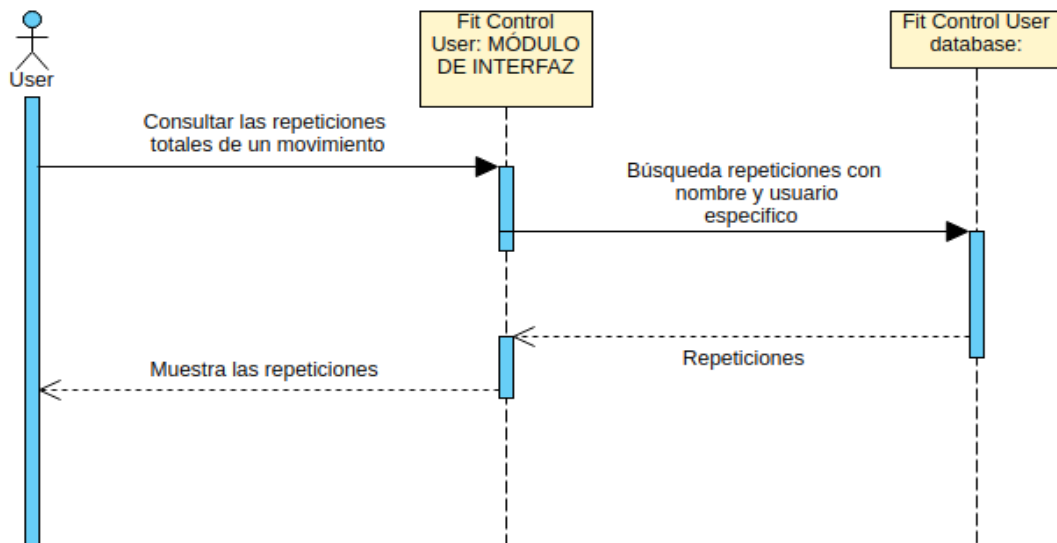 User
Fit Control
User: MÓDULO
DE INTERFAZ
Fit Control User
database:
Consultar las repeticiones
totales de un movimiento
Búsqueda repeticiones con
nombre y usuario
especifico
Repeticiones
Muestra las repeticiones